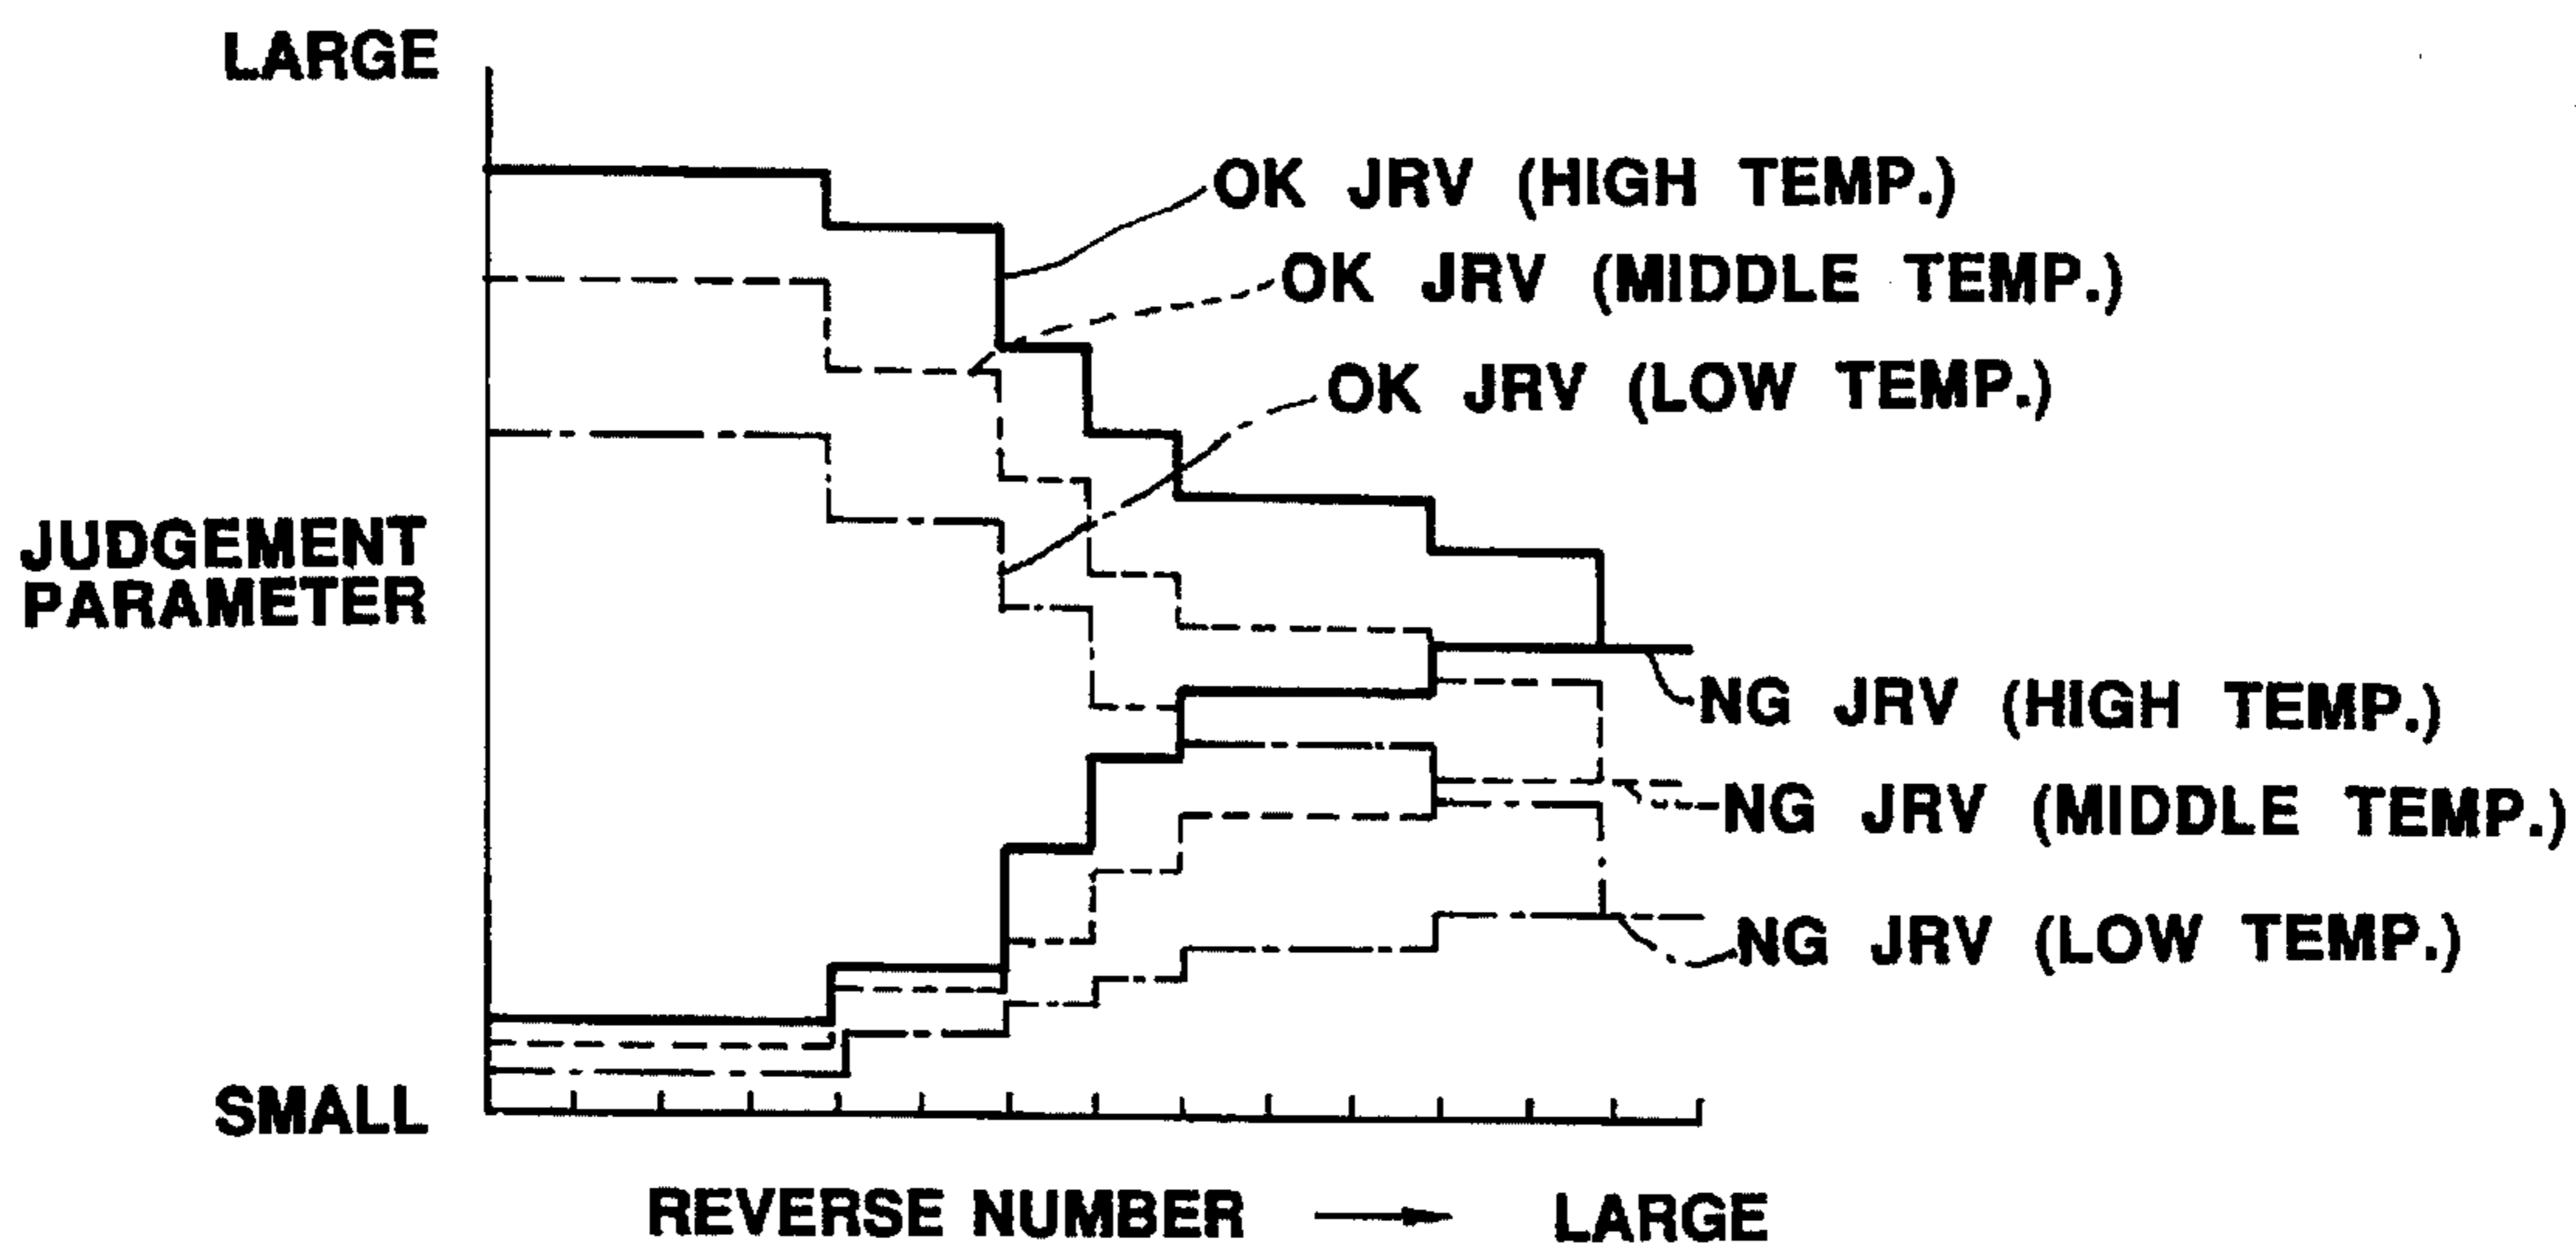 LARGE
OK JRV (HIGH TEMP.)
OK JRV (MIDDLE TEMP.)
OK JRV (LOW TEMP.)
JUDGEMENT
PARAMETER
NG JRV (HIGH TEMP.)
NG JRV (MIDDLE TEMP.)
NG JRV (LOW TEMP.)
SMALL
REVERSE NUMBER LARGE